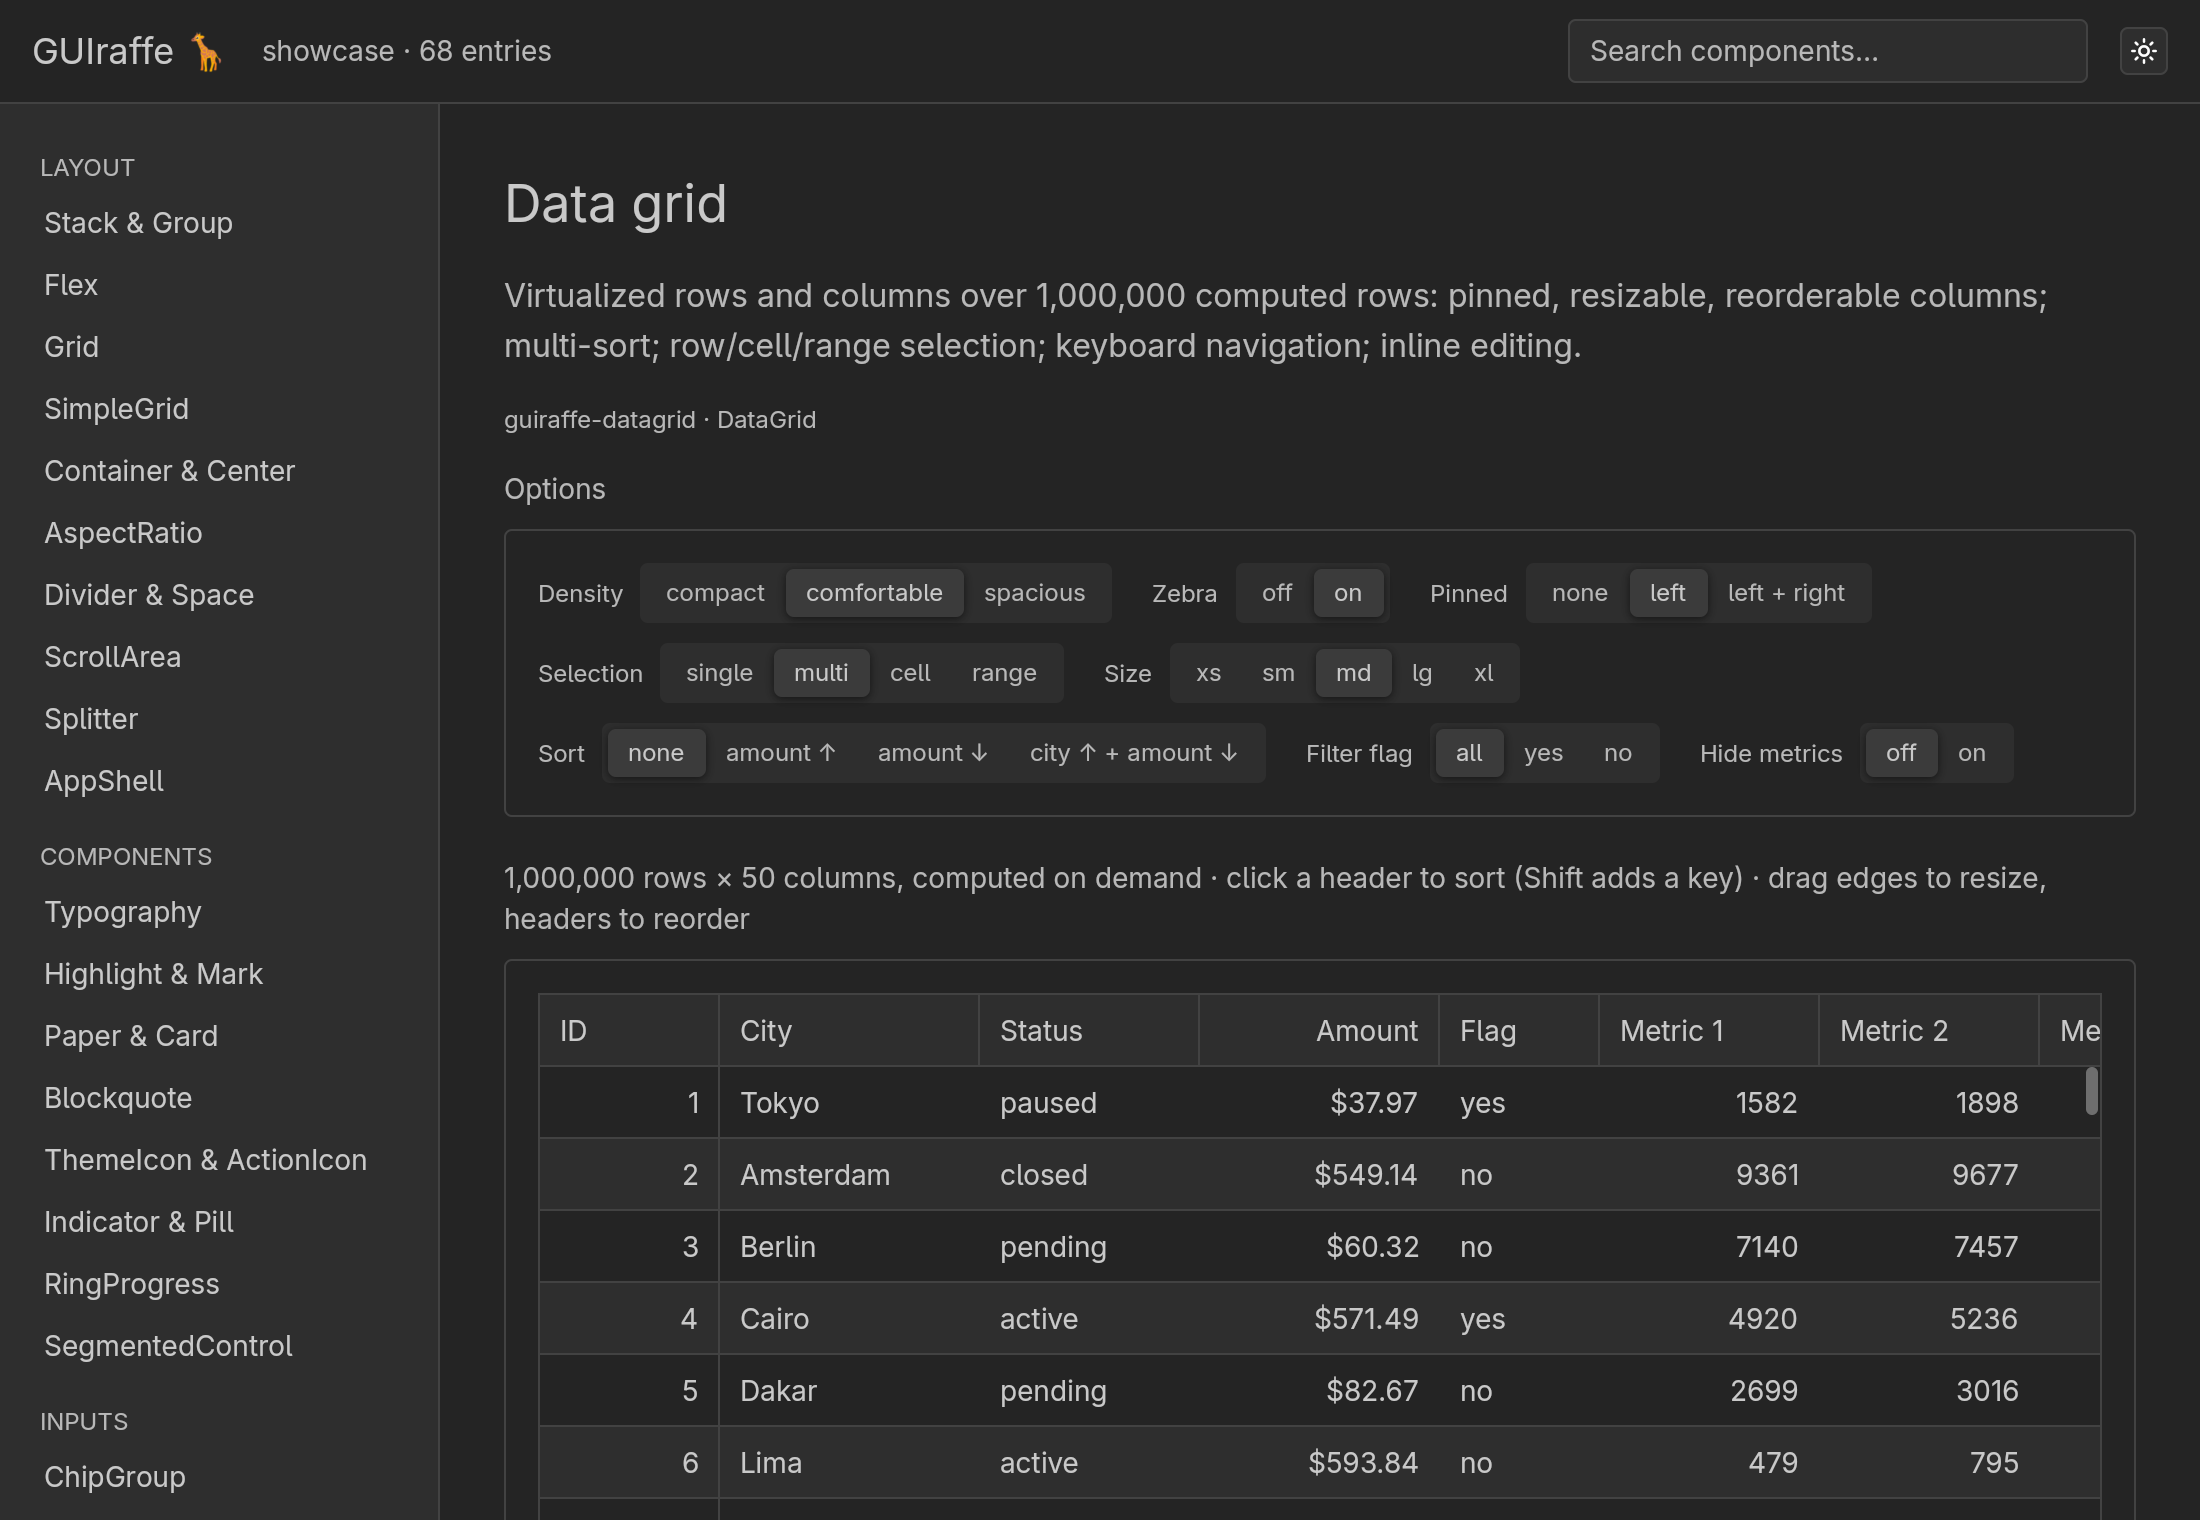 GUIraffe 🦒 showcase · 68 entries Search components...
LAYOUT
Stack & Group
Flex
Grid
SimpleGrid
Container & Center
AspectRatio
Divider & Space
ScrollArea
Splitter
AppShell
COMPONENTS
Typography
Highlight & Mark
Paper & Card
Blockquote
ThemeIcon & ActionIcon
Indicator & Pill
RingProgress
SegmentedControl
INPUTS
ChipGroup
Data grid
Virtualized rows and columns over 1,000,000 computed rows: pinned, resizable, reorderable columns;
multi-sort; row/cell/range selection; keyboard navigation; inline editing.
guiraffe-datagrid · DataGrid
Options
Density compact comfortable spacious Zebra off on Pinned none left left + right
Selection single multi cell range Size xs sm md lg xl
Sort none amount ↑ amount ↓ city ↑ + amount ↓ Filter flag all yes no Hide metrics off on
1,000,000 rows × 50 columns, computed on demand · click a header to sort (Shift adds a key) · drag edges to resize,
headers to reorder
ID City Status Amount Flag Metric 1 Metric 2 Me
1 Tokyo paused $37.97 yes 1582 1898
2 Amsterdam closed $549.14 no 9361 9677
3 Berlin pending $60.32 no 7140 7457
4 Cairo active $571.49 yes 4920 5236
5 Dakar pending $82.67 no 2699 3016
6 Lima active $593.84 no 479 795